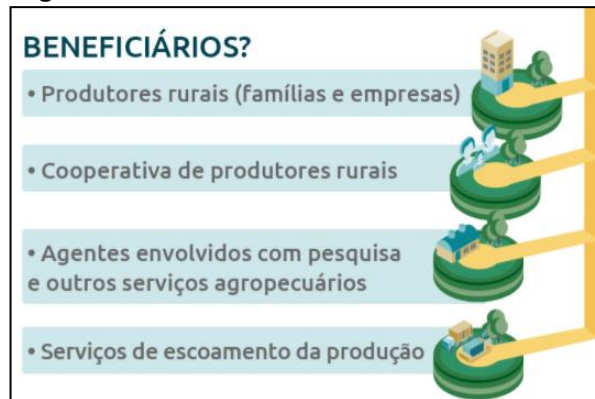 BENEFICIÁRIOS?
• Produtores rurais (famílias e empresas)
• Cooperativa de produtores rurais
• Agentes envolvidos com pesquisa
e outros serviços agropecuários
• Serviços de escoamento da produção